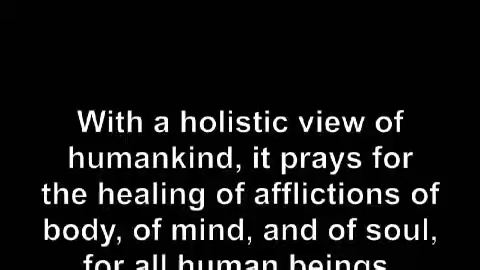 With a holistic view of
humankind, it prays for
the healing of afflictions of
body, of mind, and of soul,
for all human beings